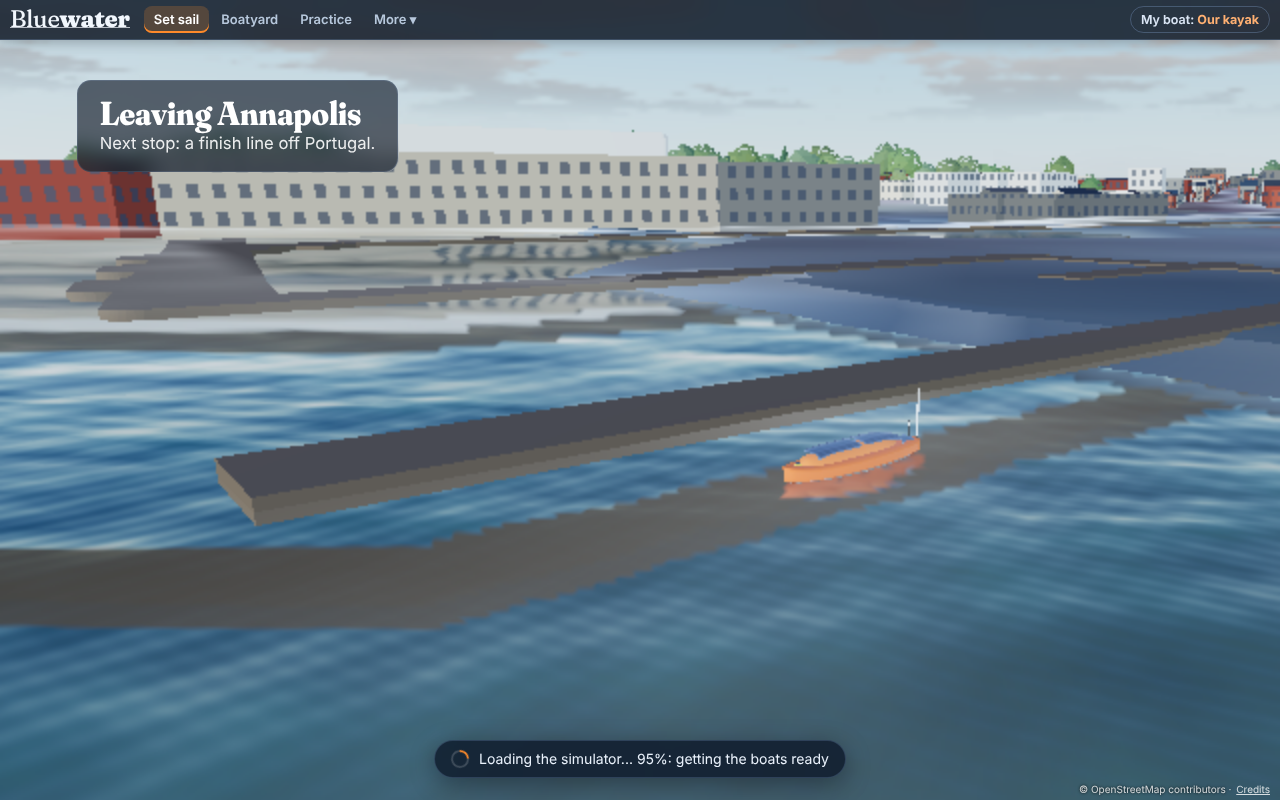 Bluewater
Set sail
Boatyard
Practice
More ▾
My boat: Our kayak
Leaving Annapolis
Next stop: a finish line off Portugal.
Loading the simulator... 95%: getting the boats ready
© OpenStreetMap contributors · Credits